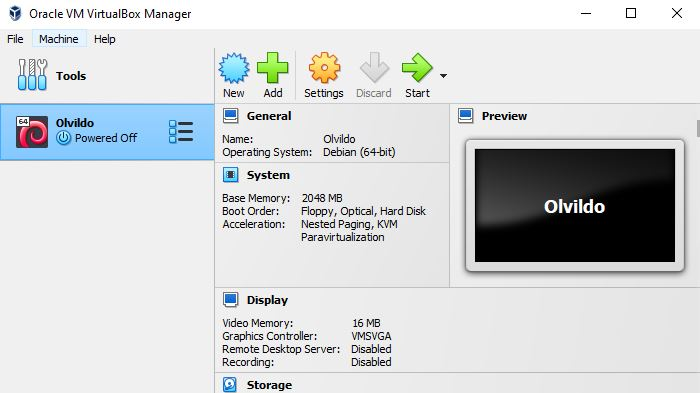 Oracle VM VirtualBox Manager
File Machine Help
Tools
New Add Settings Discard Start
64
Olvildo
Powered Off
General
Name: Olvildo
Operating System: Debian (64-bit)
System
Base Memory: 2048 MB
Boot Order: Floppy, Optical, Hard Disk
Acceleration: Nested Paging, KVM
Paravirtualization
Preview
Olvildo
Display
Video Memory: 16 MB
Graphics Controller: VMSVGA
Remote Desktop Server: Disabled
Recording: Disabled
Storage